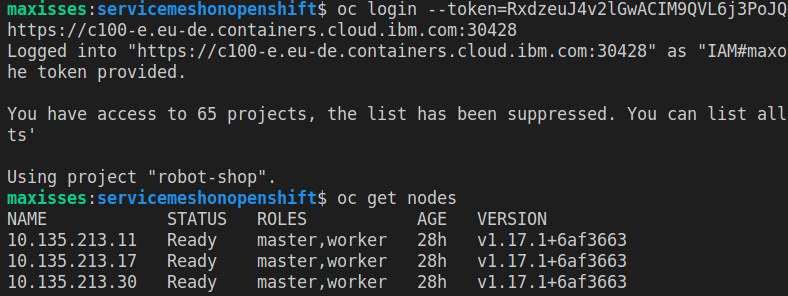 maxisses:servicemeshonopenshift$ oc login --token=RxdzeuJ4v2lGwACIM9QVL6j3PoJQ
https://c100-e.eu-de.containers.cloud.ibm.com:30428
Logged into "https://c100-e.eu-de.containers.cloud.ibm.com:30428" as "IAM#maxo
he token provided.
You have access to 65 projects, the list has been suppressed. You can list all
ts'
Using project "robot-shop".
maxisses:servicemeshonopenshift$ oc get nodes
NAME STATUS ROLES AGE VERSION
10.135.213.11 Ready master,worker 28h v1.17.1+6af3663
10.135.213.17 Ready master,worker 28h v1.17.1+6af3663
10.135.213.30 Ready master,worker 28h v1.17.1+6af3663